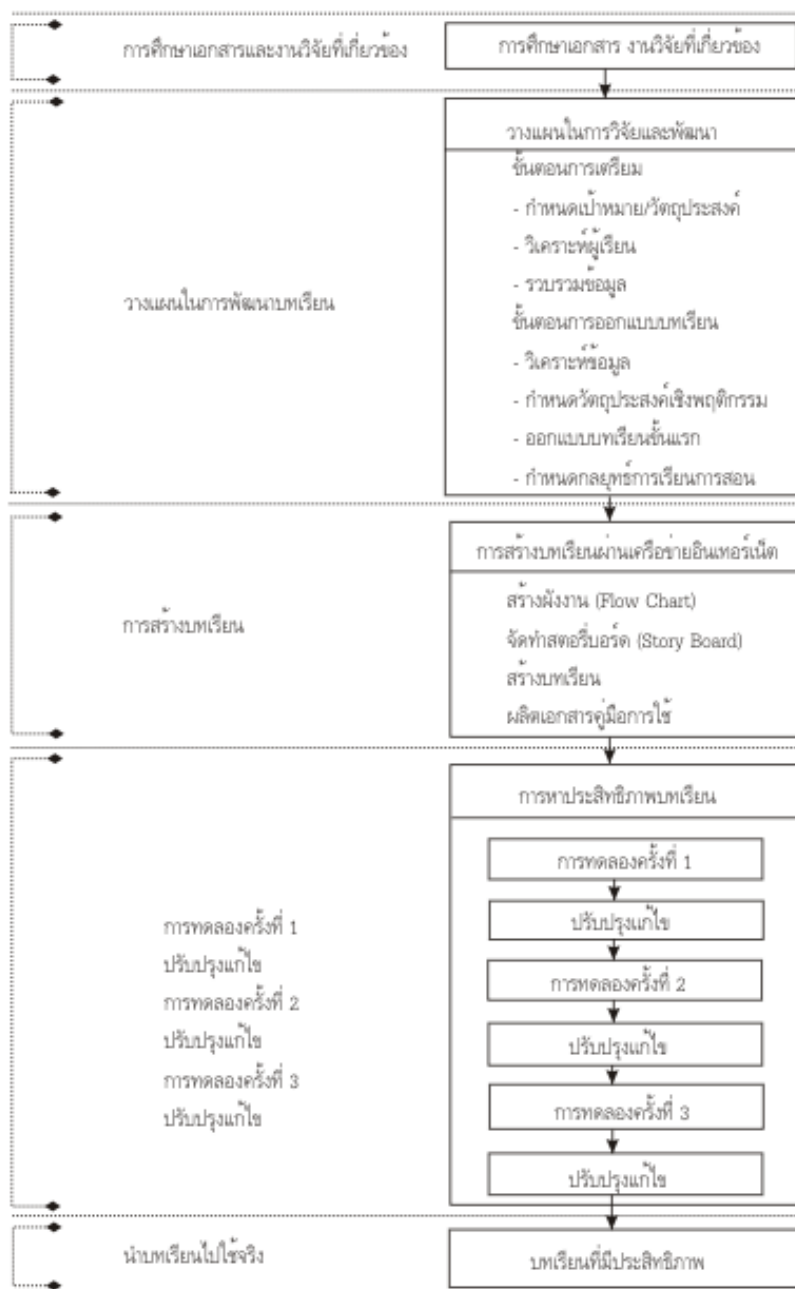 การศึกษาเอกสารและงานวิจัยที่เกี่ยวข้อง
การศึกษาเอกสาร งานวิจัยที่เกี่ยวข้อง
วางแผนในการพัฒนาบทเรียน
วางแผนในการวิจัยและพัฒนา
ขั้นตอนการเตรียม
- กำหนดเป้าหมาย/วัตถุประสงค์
- วิเคราะห์ผู้เรียน
- รวบรวมข้อมูล
ขั้นตอนการออกแบบบทเรียน
- วิเคราะห์ข้อมูล
- กำหนดวัตถุประสงค์เชิงพฤติกรรม
- ออกแบบบทเรียนขั้นแรก
- กำหนดกลยุทธ์การเรียนการสอน
การสร้างบทเรียน
การสร้างบทเรียนผ่านเครือข่ายอินเทอร์เน็ต
สร้างผังงาน (Flow Chart)
จัดทำสตอรี่บอร์ด (Story Board)
สร้างบทเรียน
ผลิตเอกสารคู่มือการใช้
การทดลองครั้งที่ 1
ปรับปรุงแก้ไข
การทดลองครั้งที่ 2
ปรับปรุงแก้ไข
การทดลองครั้งที่ 3
ปรับปรุงแก้ไข
การหาประสิทธิภาพบทเรียน
การทดลองครั้งที่ 1
ปรับปรุงแก้ไข
การทดลองครั้งที่ 2
ปรับปรุงแก้ไข
การทดลองครั้งที่ 3
ปรับปรุงแก้ไข
นำบทเรียนไปใช้จริง
บทเรียนที่มีประสิทธิภาพ